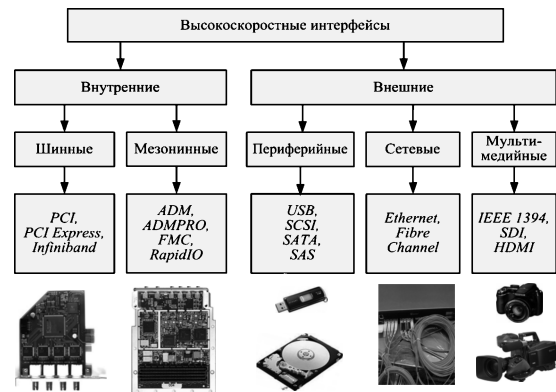 Высокоскоростные интерфейсы
Внутренние
Внешние
Шинные
Мезонинные
Периферийные
Сетевые
Мульти-
медийные
PCI,
PCI Express,
Infiniband
ADM,
ADMPRO,
FMC,
RapidIO
USB,
SCSI,
SATA,
SAS
Ethernet,
Fibre
Channel
IEEE 1394,
SDI,
HDMI